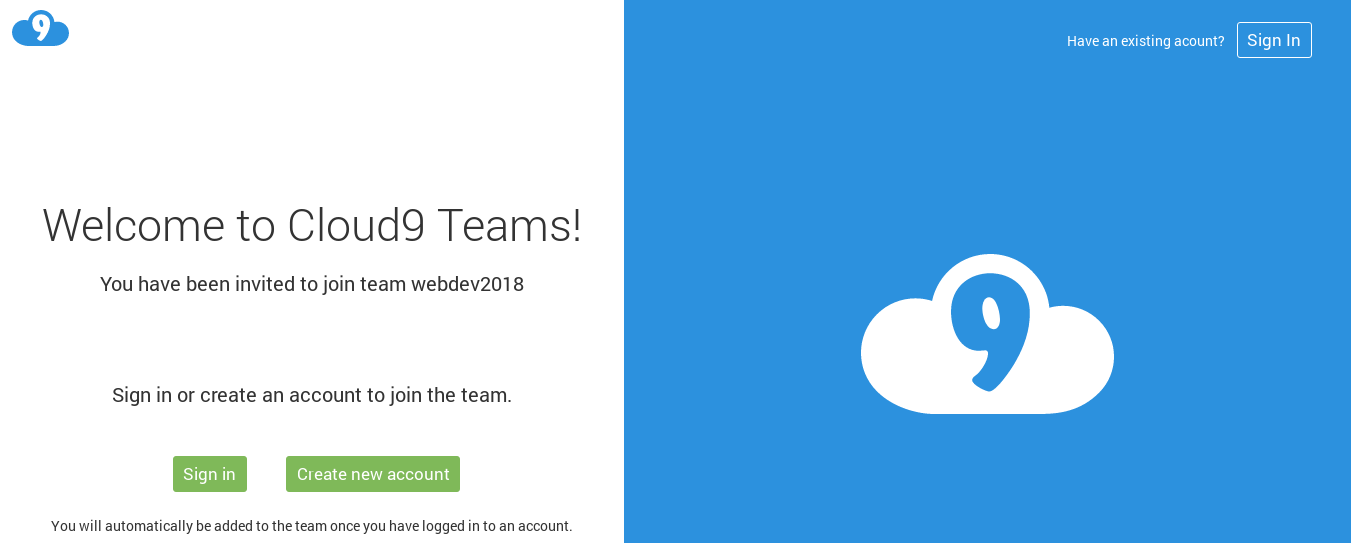 9
Have an existing acount?
Sign In
Welcome to Cloud9 Teams!
You have been invited to join team webdev2018
9
Sign in or create an account to join the team.
Sign in
Create new account
You will automatically be added to the team once you have logged in to an account.